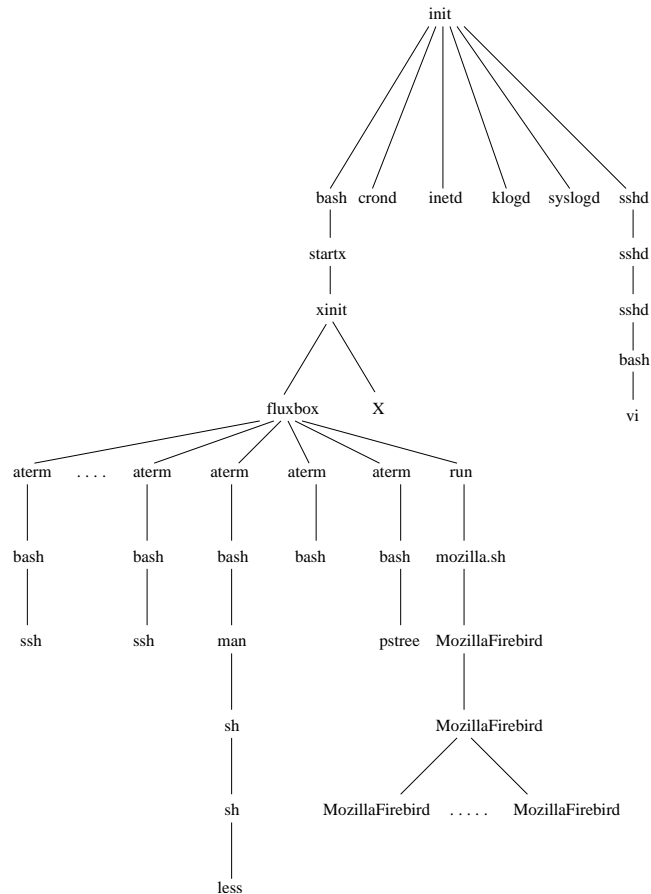 init
bash crond inetd klogd syslogd sshd
startx sshd
xinit sshd
bash
fluxbox X
vi
aterm . . . . aterm aterm aterm aterm run
bash bash bash bash bash mozilla.sh
ssh ssh man pstree MozillaFirebird
sh MozillaFirebird
sh MozillaFirebird . . . . . MozillaFirebird
less